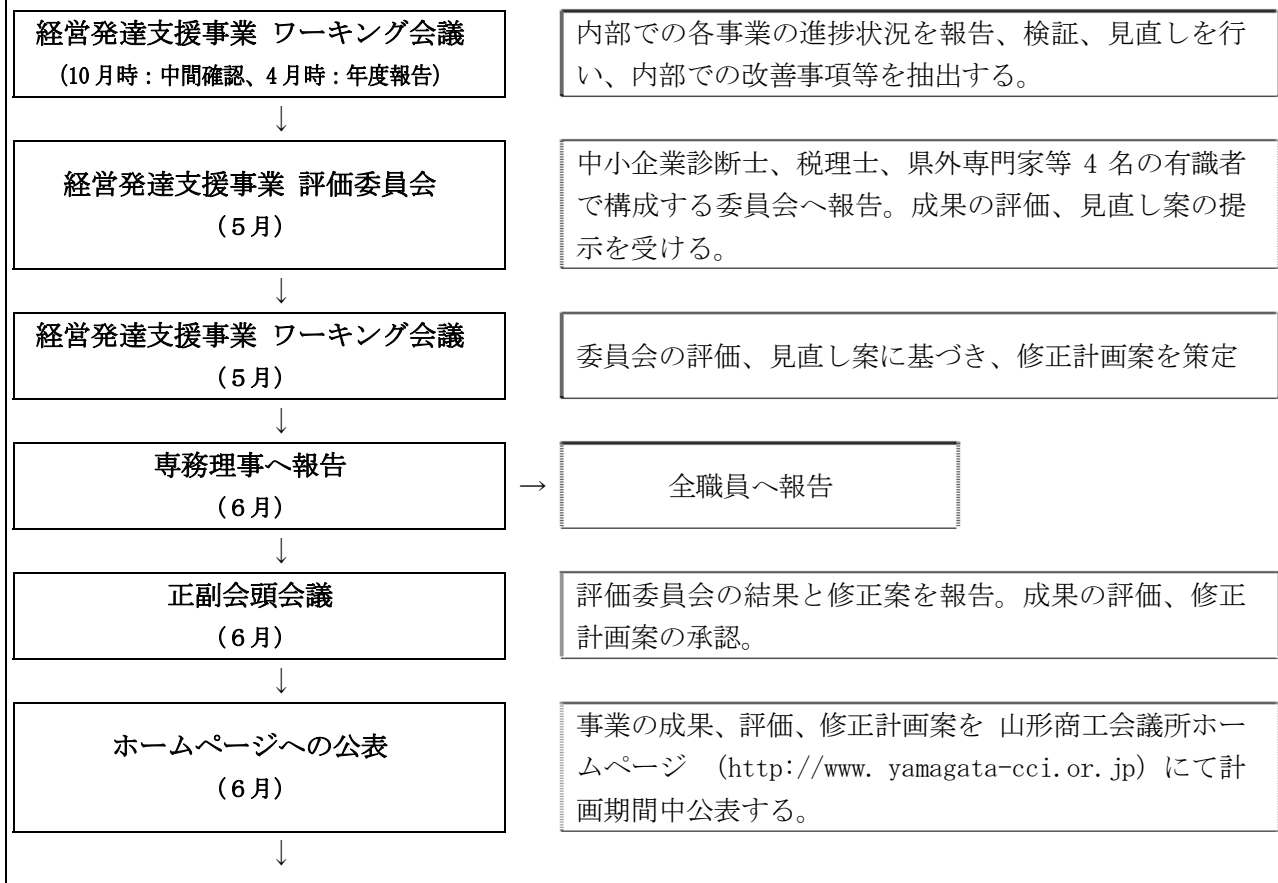 経営発達支援事業 ワーキング会議
(10月時：中間確認、4月時：年度報告)
内部での各事業の進捗状況を報告、検証、見直しを行
い、内部での改善事項等を抽出する。
↓
経営発達支援事業 評価委員会
(5月)
中小企業診断士、税理士、県外専門家等 4 名の有識者
で構成する委員会へ報告。成果の評価、見直し案の提
示を受ける。
↓
経営発達支援事業 ワーキング会議
(5月)
委員会の評価、見直し案に基づき、修正計画案を策定
↓
専務理事へ報告
(6月)
→
全職員へ報告
↓
正副会頭会議
(6月)
評価委員会の結果と修正案を報告。成果の評価、修正
計画案の承認。
↓
ホームページへの公表
(6月)
事業の成果、評価、修正計画案を 山形商工会議所ホー
ムページ (http://www. yamagata-cci.or.jp) にて計
画期間中公表する。
↓